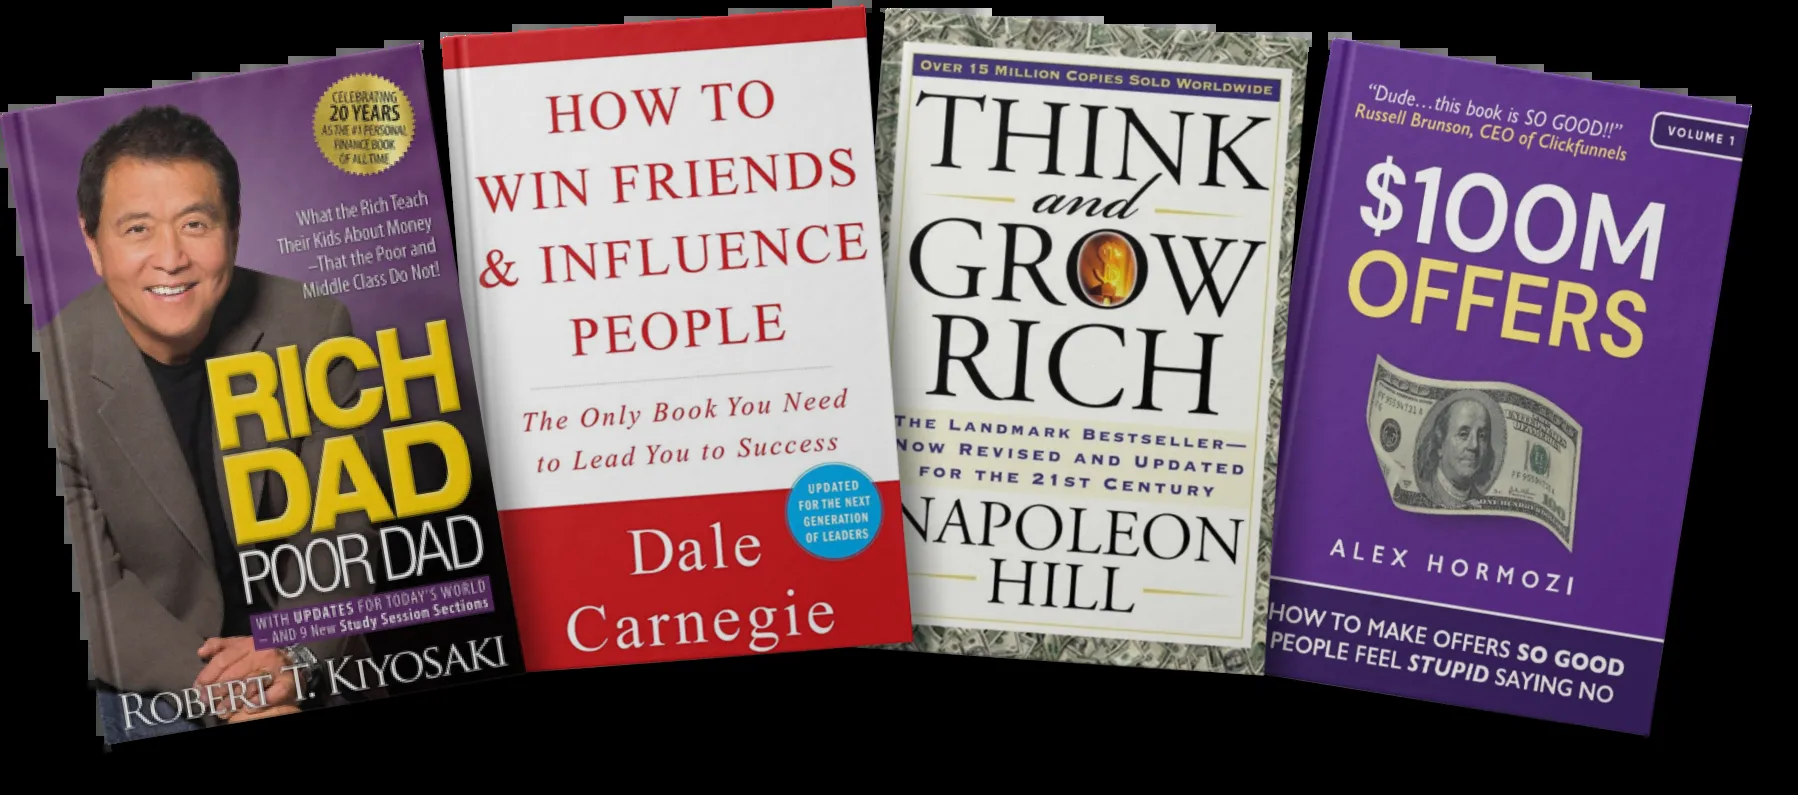 CELEBRATING
20 YEARS
AS THE #1 PERSONAL
FINANCE BOOK
OF ALL TIME
What the Rich Teach
Their Kids About Money
–That the Poor and
Middle Class Do Not!
RICH
DAD
POOR DAD
WITH UPDATES FOR TODAY'S WORLD
– AND 9 New Study Session Sections
ROBERT T. KIYOSAKI
HOW TO
WIN FRIENDS
& INFLUENCE
PEOPLE
The Only Book You Need
to Lead You to Success
UPDATED
FOR THE NEXT
GENERATION
OF LEADERS
Dale
Carnegie
OVER 15 MILLION COPIES SOLD WORLDWIDE
THINK
and
GROW
RICH
THE LANDMARK BESTSELLER—
NOW REVISED AND UPDATED
FOR THE 21ST CENTURY
NAPOLEON
HILL
"Dude...this book is SO GOOD!!"
Russell Brunson, CEO of Clickfunnels
VOLUME 1
$100M
OFFERS
ALEX HORMOZI
HOW TO MAKE OFFERS SO GOOD
PEOPLE FEEL STUPID SAYING NO